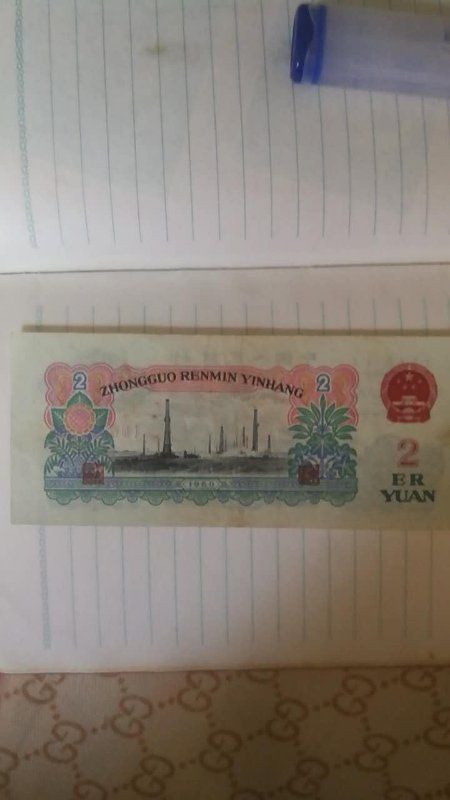 2
ZHONGGUO RENMIN YINHANG
2
1960
2
ER
YUAN